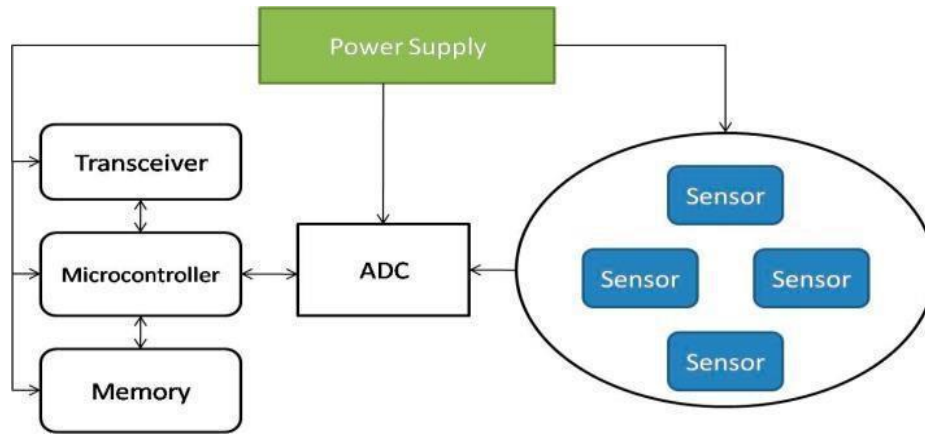 Power Supply
Transceiver
Microcontroller
Memory
ADC
Sensor
Sensor
Sensor
Sensor